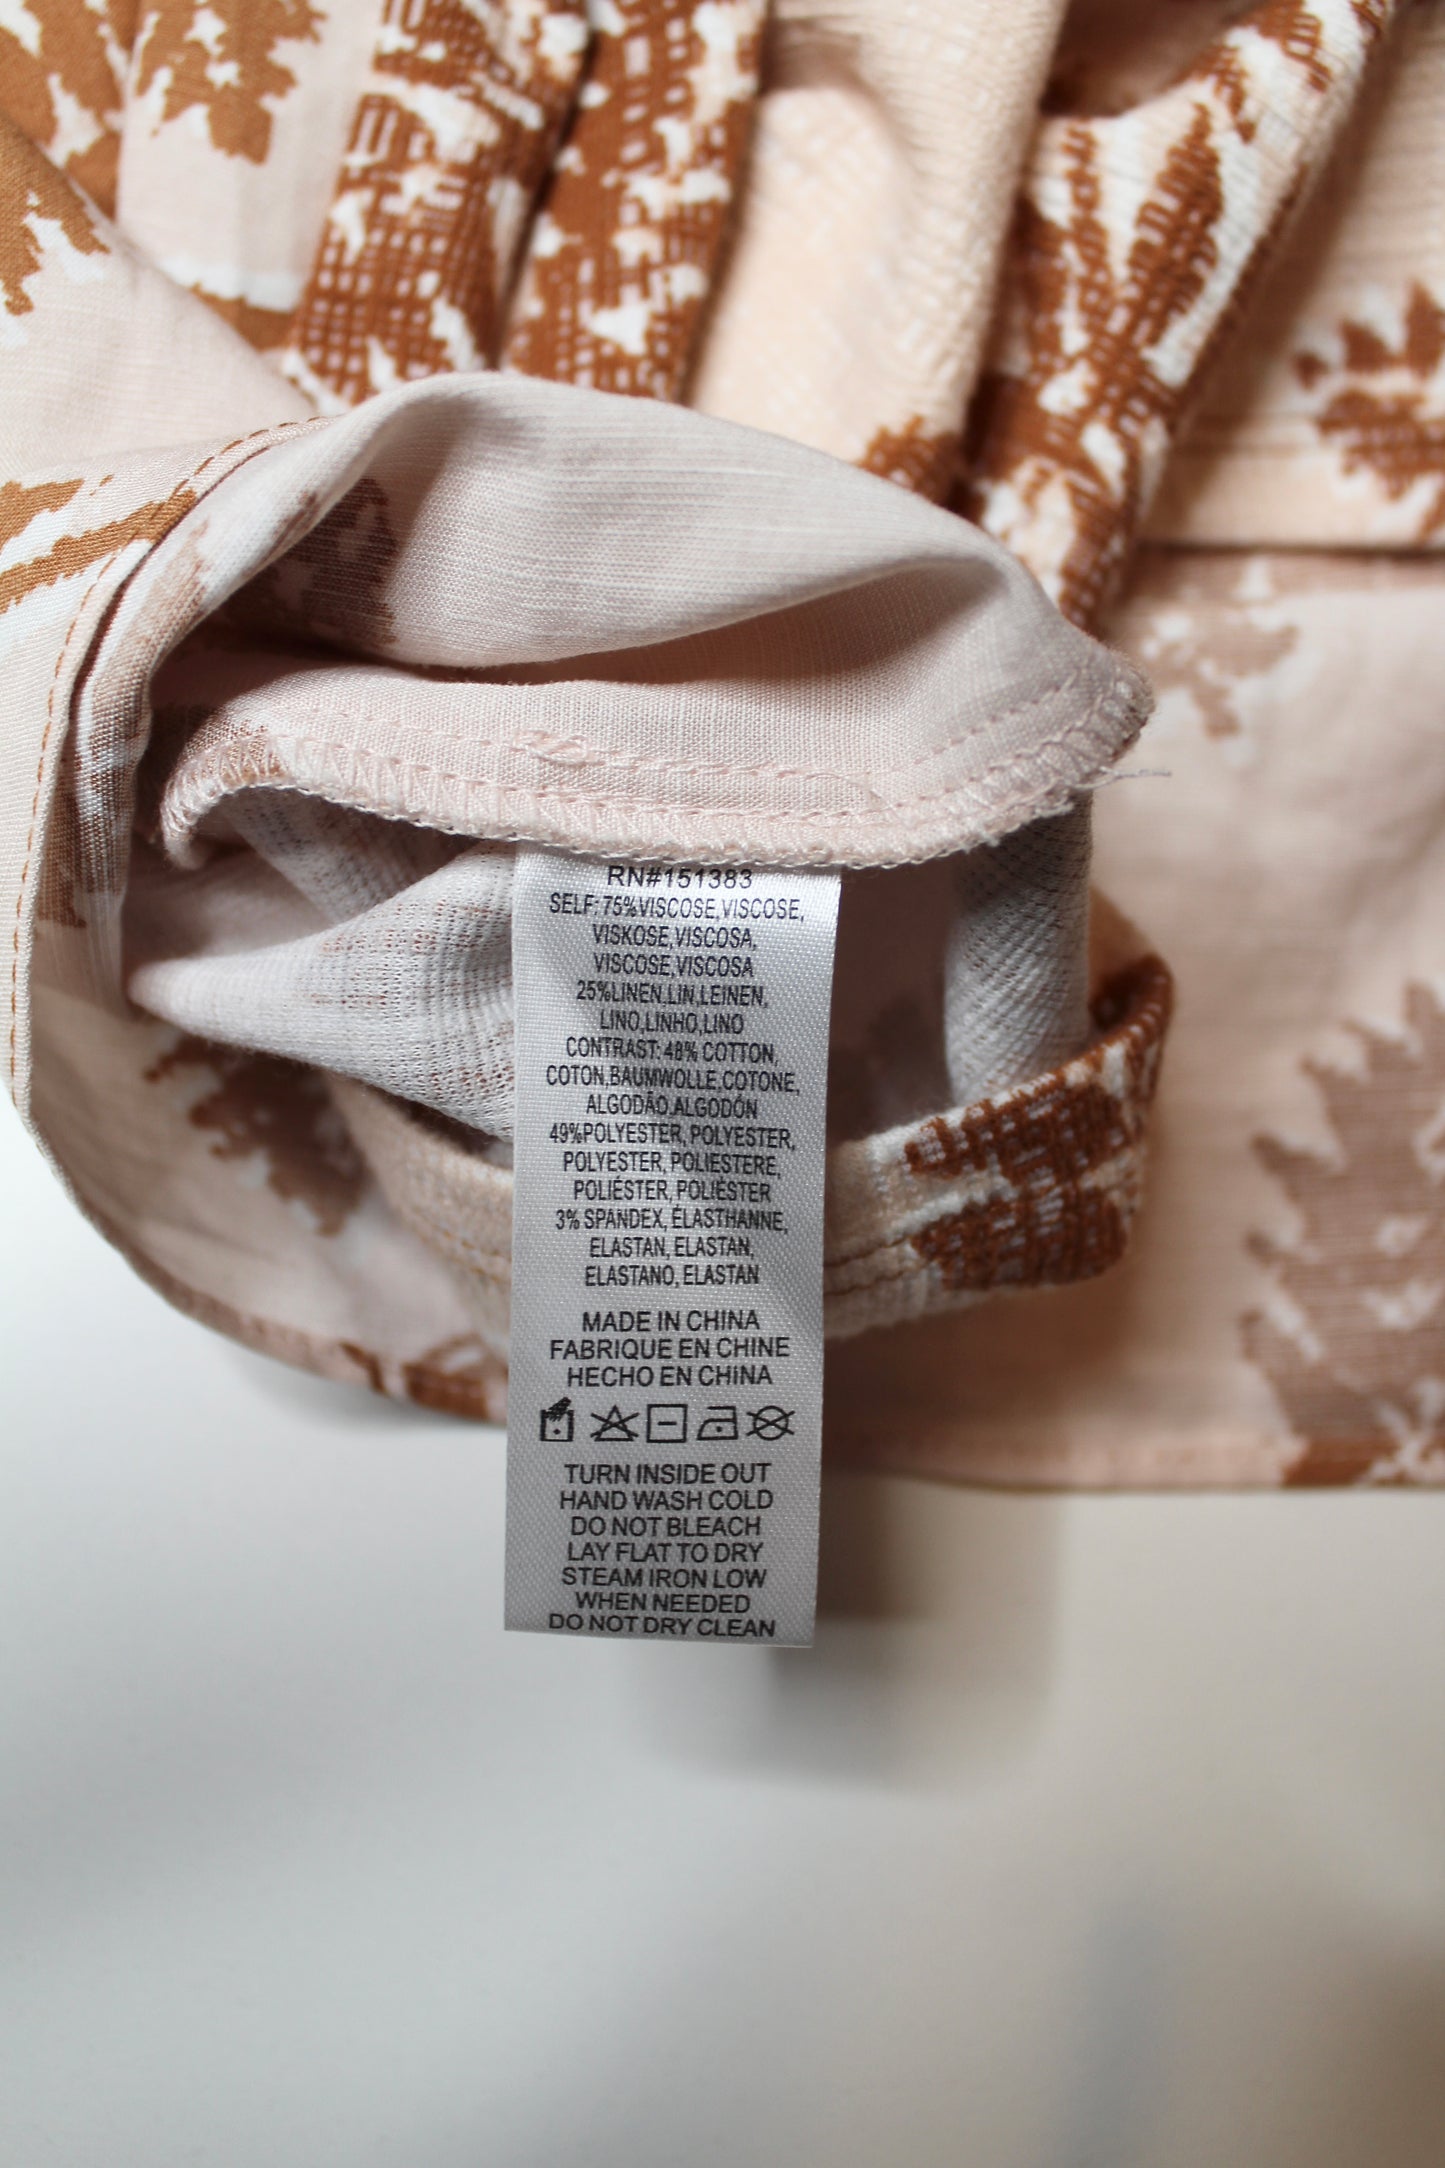 RN#151383
SELF: 75%VISCOSE,VISCOSE,
VISKOSE,VISCOSA,
VISCOSE,VISCOSA
25%LINEN,LIN,LEINEN,
LINO,LINHO,LINO
CONTRAST: 48% COTTON,
COTON,BAUMWOLLE,COTONE,
ALGODÃO,ALGODÓN
49%POLYESTER, POLYESTER,
POLYESTER, POLIESTERE,
POLIÉSTER, POLIÈSTER
3% SPANDEX, ÉLASTHANNE,
ELASTAN, ELASTAN,
ELASTANO, ELASTAN
MADE IN CHINA
FABRIQUE EN CHINE
HECHO EN CHINA
TURN INSIDE OUT
HAND WASH COLD
DO NOT BLEACH
LAY FLAT TO DRY
STEAM IRON LOW
WHEN NEEDED
DO NOT DRY CLEAN